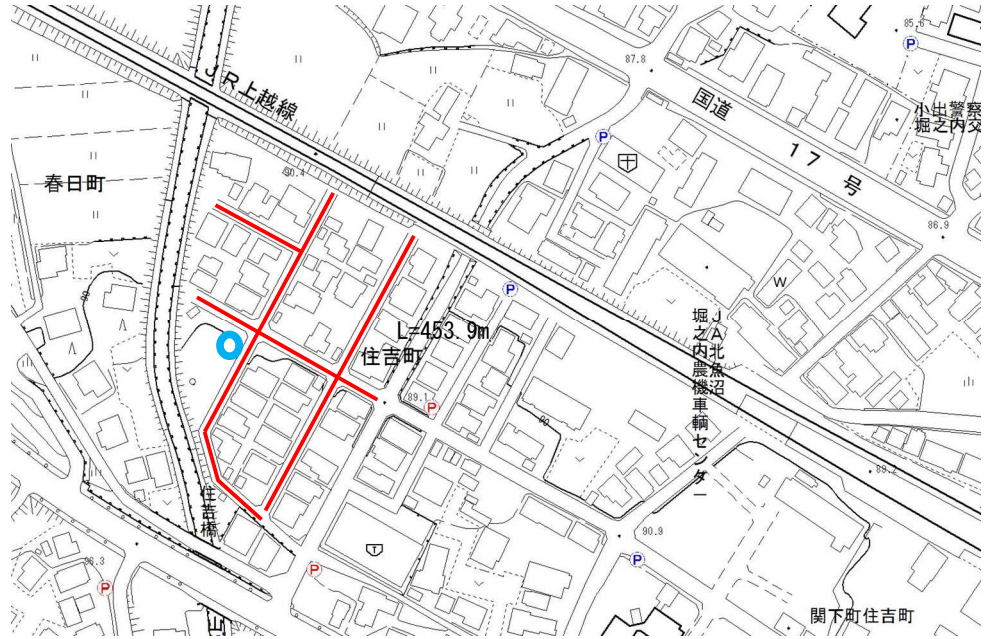 85.6
P
87.8
JR上越線
国道
17
号
小出警察
堀之内交
P
90.4
春日町
86.9
W
P
L=453.9m
住吉町
JA北魚沼
堀之内農機車輌センター
90
89.1
P
90
89.2
住吉橋
90.9
P
96.3
P
P
関下町住吉町